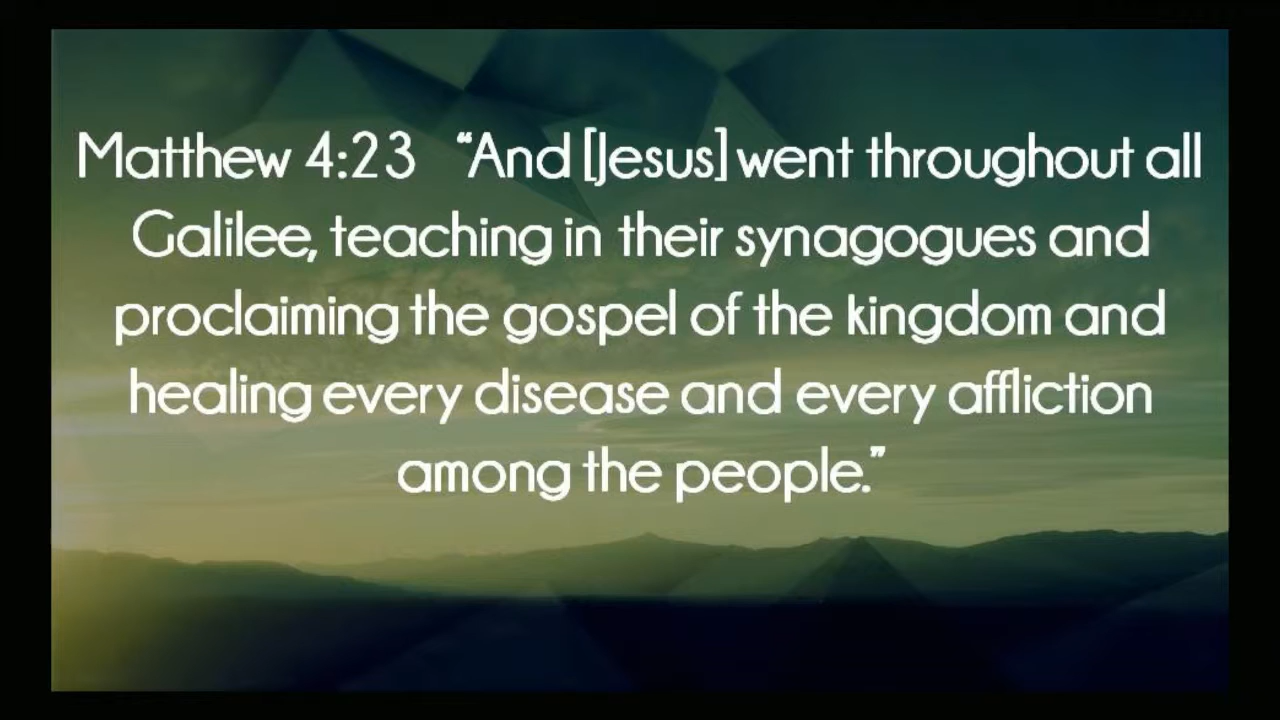 Matthew 4:23 “And [Jesus] went throughout all
Galilee, teaching in their synagogues and
proclaiming the gospel of the kingdom and
healing every disease and every affliction
among the people.”